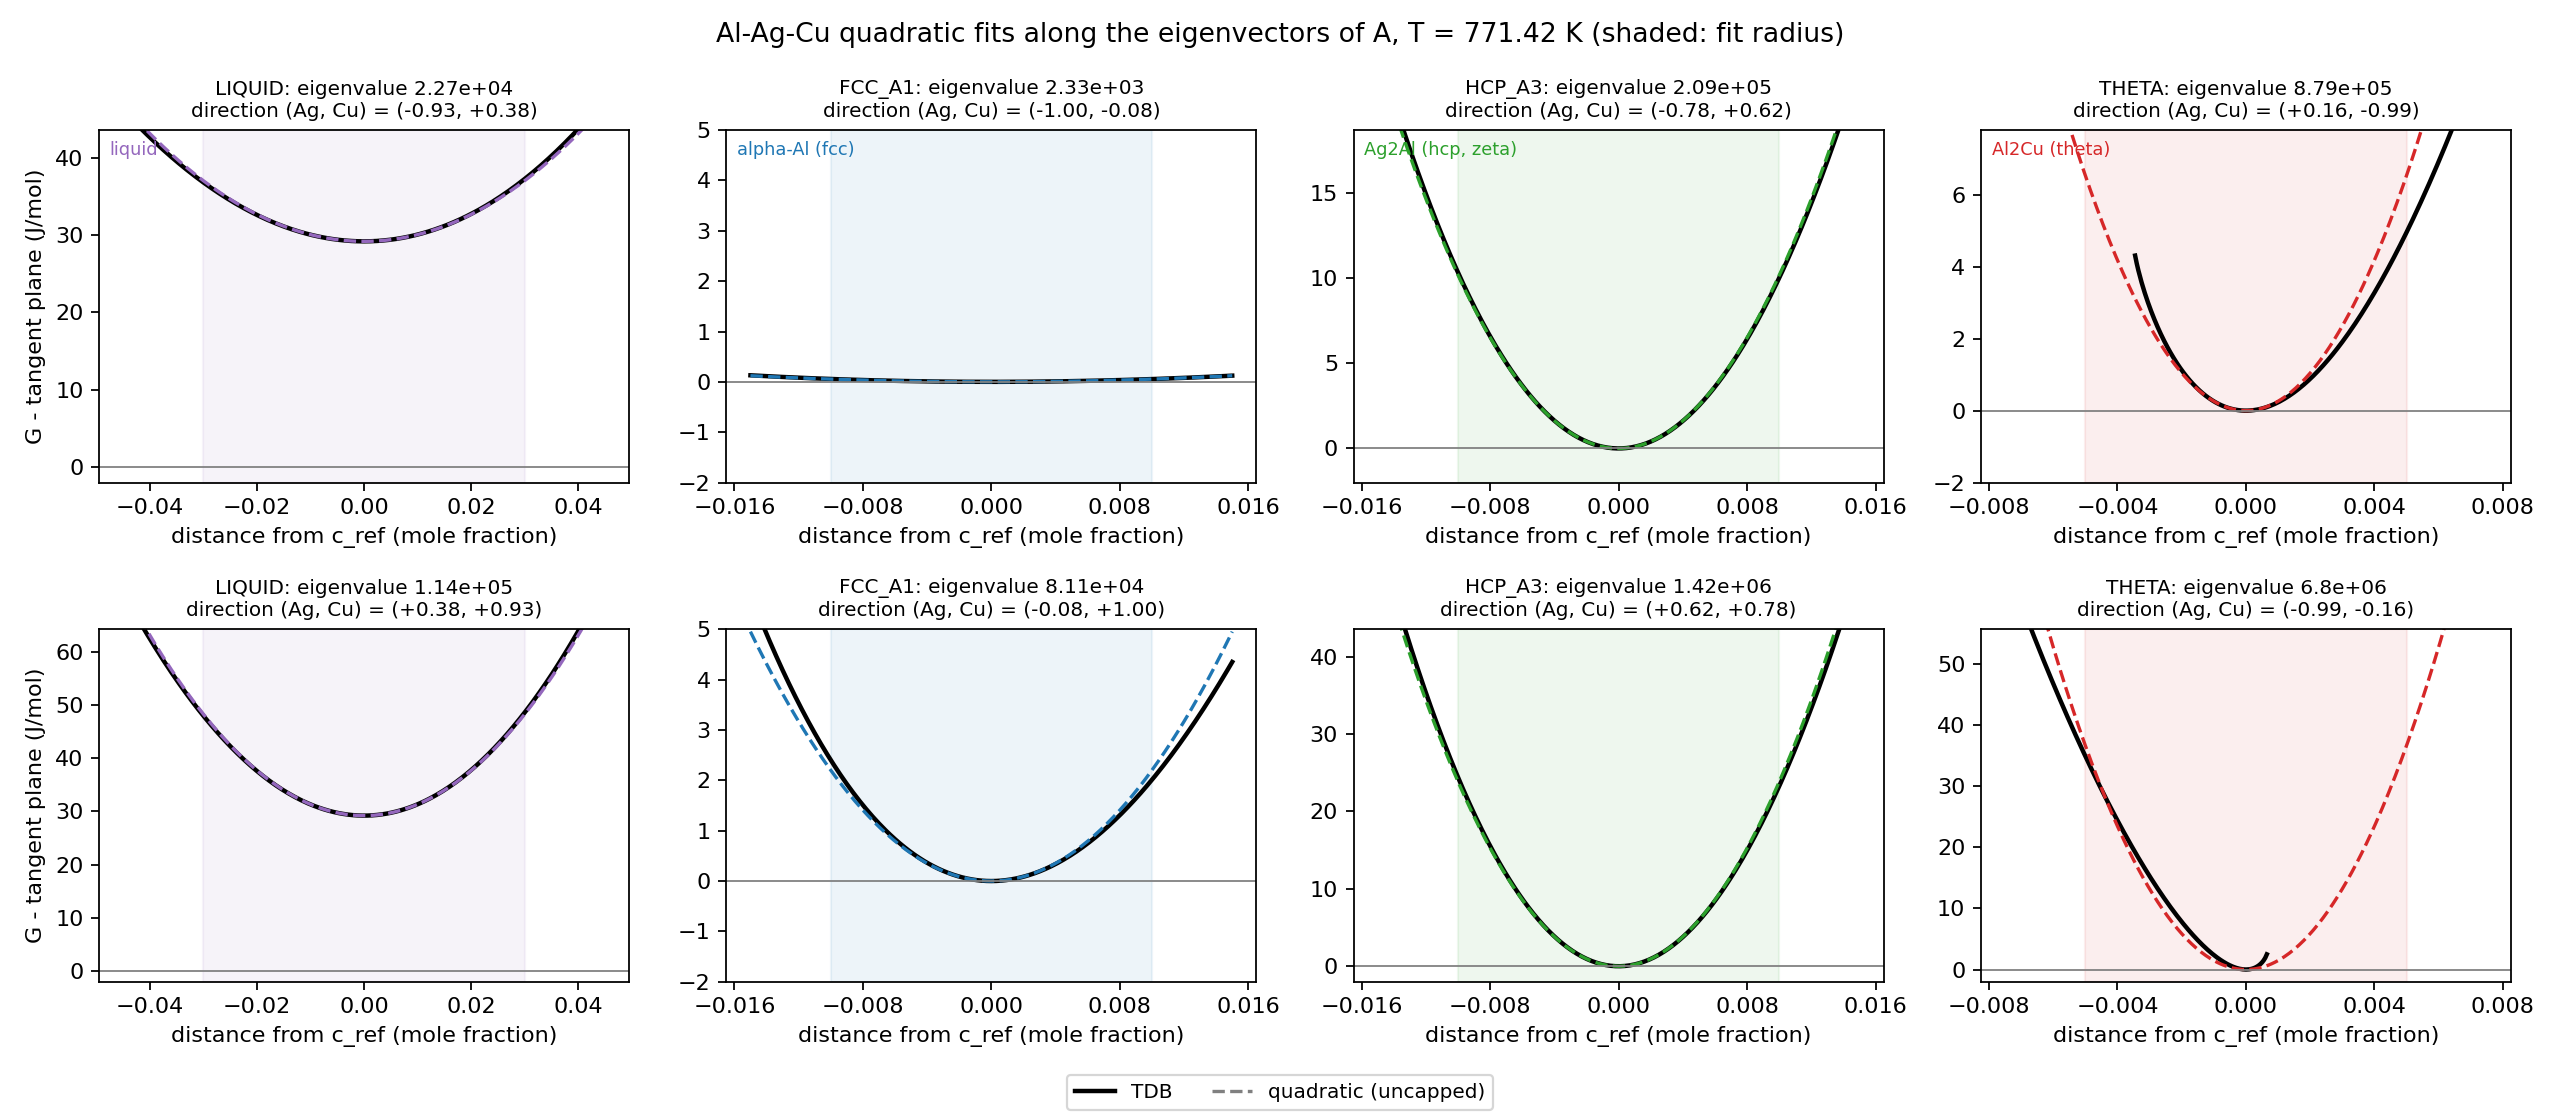 Al-Ag-Cu quadratic fits along the eigenvectors of A, T = 771.42 K (shaded: fit radius)
LIQUID: eigenvalue 2.27e+04
direction (Ag, Cu) = (-0.93, +0.38)
G - tangent plane (J/mol)
40
30
20
10
0
liquid
−0.04 −0.02 0.00 0.02 0.04
distance from c_ref (mole fraction)
FCC_A1: eigenvalue 2.33e+03
direction (Ag, Cu) = (-1.00, -0.08)
5
4
3
2
1
0
−1
−2
alpha-Al (fcc)
−0.016 −0.008 0.000 0.008 0.016
distance from c_ref (mole fraction)
HCP_A3: eigenvalue 2.09e+05
direction (Ag, Cu) = (-0.78, +0.62)
15
10
5
0
Ag2Al (hcp, zeta)
−0.016 −0.008 0.000 0.008 0.016
distance from c_ref (mole fraction)
THETA: eigenvalue 8.79e+05
direction (Ag, Cu) = (+0.16, -0.99)
6
4
2
0
−2
Al2Cu (theta)
−0.008 −0.004 0.000 0.004 0.008
distance from c_ref (mole fraction)
LIQUID: eigenvalue 1.14e+05
direction (Ag, Cu) = (+0.38, +0.93)
G - tangent plane (J/mol)
60
50
40
30
20
10
0
−0.04 −0.02 0.00 0.02 0.04
distance from c_ref (mole fraction)
FCC_A1: eigenvalue 8.11e+04
direction (Ag, Cu) = (-0.08, +1.00)
5
4
3
2
1
0
−1
−2
−0.016 −0.008 0.000 0.008 0.016
distance from c_ref (mole fraction)
HCP_A3: eigenvalue 1.42e+06
direction (Ag, Cu) = (+0.62, +0.78)
40
30
20
10
0
−0.016 −0.008 0.000 0.008 0.016
distance from c_ref (mole fraction)
THETA: eigenvalue 6.8e+06
direction (Ag, Cu) = (-0.99, -0.16)
50
40
30
20
10
0
−0.008 −0.004 0.000 0.004 0.008
distance from c_ref (mole fraction)
TDB
quadratic (uncapped)